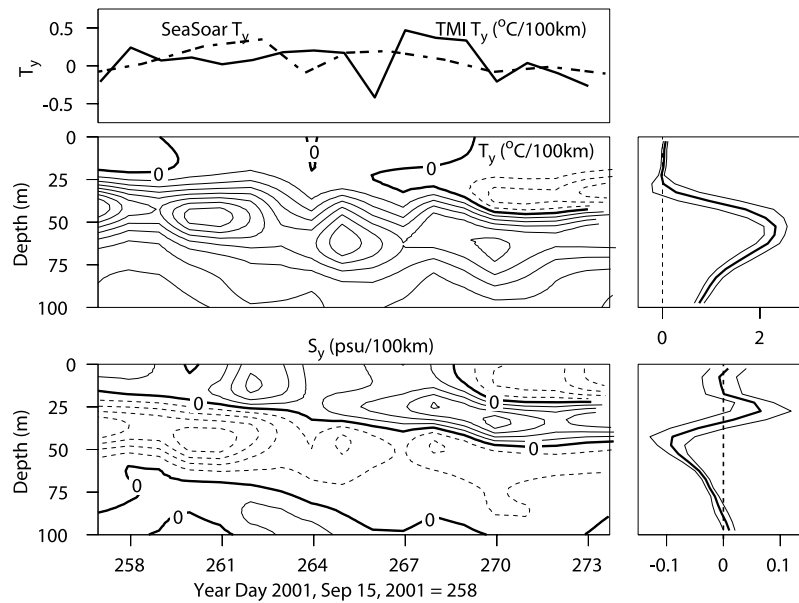 SeaSoar T_y TMI T_y (°C/100km)
0.5
0
-0.5
T_y
T_y (°C/100km)
0
25
50
75
100
Depth (m)
0
0
0
0 2
S_y (psu/100km)
0
25
50
75
100
Depth (m)
0
0
0
0
0
0
0
258 261 264 267 270 273
-0.1 0 0.1
Year Day 2001, Sep 15, 2001 = 258